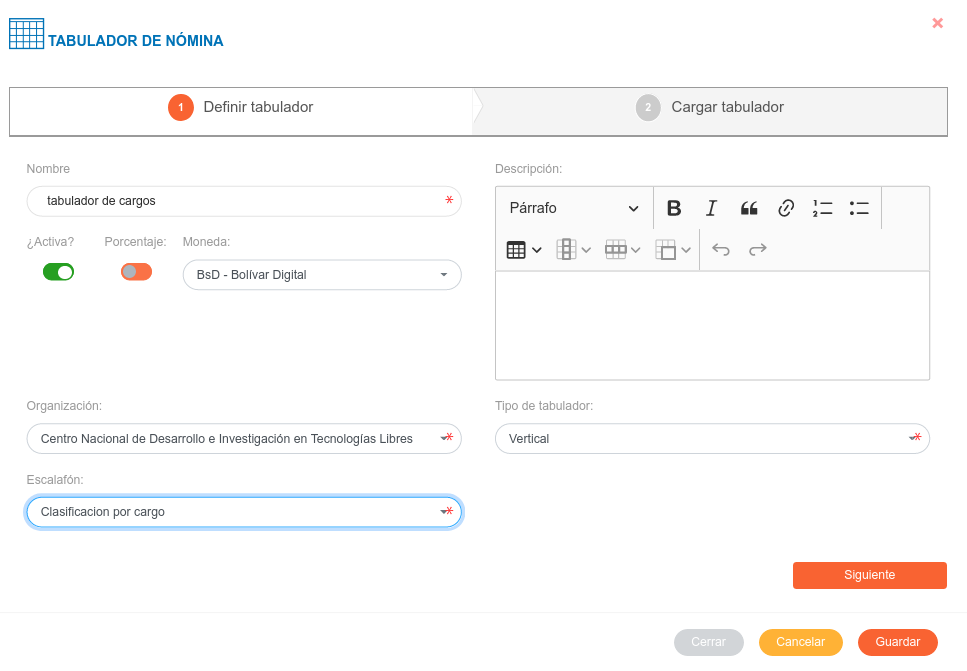 TABULADOR DE NÓMINA
1 Definir tabulador
2 Cargar tabulador
Nombre
tabulador de cargos *
¿Activa? Porcentaje: Moneda:
BsD - Bolívar Digital
Descripción:
Párrafo B I
Organización:
Centro Nacional de Desarrollo e Investigación en Tecnologías Libres *
Tipo de tabulador:
Vertical *
Escalafón:
Clasificacion por cargo *
Siguiente
Cerrar Cancelar Guardar